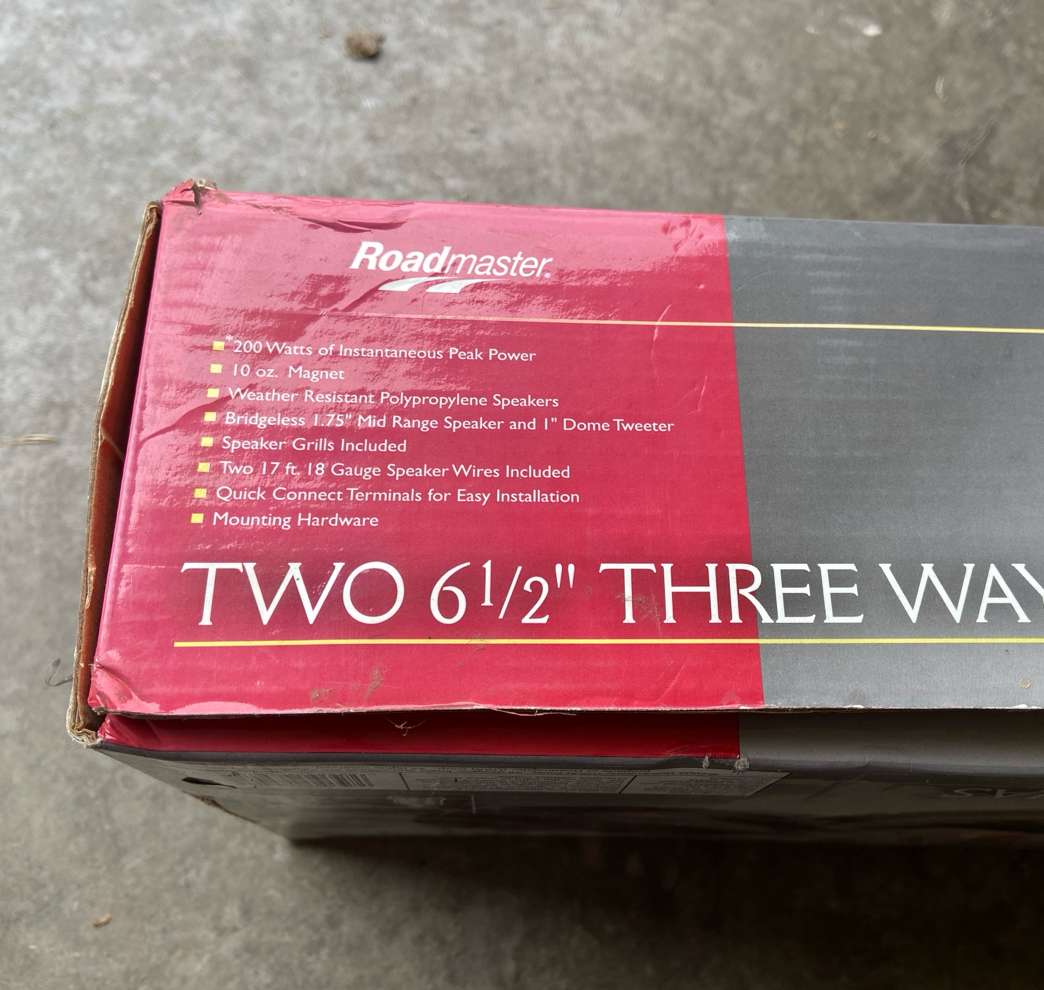 Roadmaster®
*200 Watts of Instantaneous Peak Power
10 oz. Magnet
Weather Resistant Polypropylene Speakers
Bridgeless 1.75" Mid Range Speaker and 1" Dome Tweeter
Speaker Grills Included
Two 17 ft. 18 Gauge Speaker Wires Included
Quick Connect Terminals for Easy Installation
Mounting Hardware
TWO 6 1/2" THREE WAY